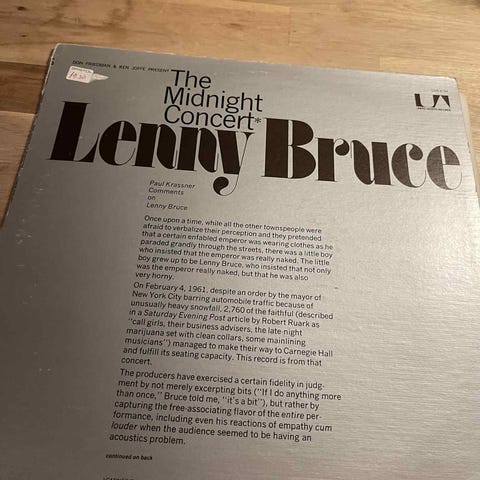 DON FRIEDMAN & KEN JOFFE PRESENT
The
Midnight
Concert*
Lenny Bruce
UA
Paul Krassner
Comments
on
Lenny Bruce
Once upon a time, while all the other townspeople were
afraid to verbalize their perception and they pretended
that a certain enfabled emperor was wearing clothes as he
paraded grandly through the streets, there was a little boy
who insisted that the emperor was really naked. The little
boy grew up to be Lenny Bruce, who insisted that not only
was the emperor really naked, but that he was also
very horny.
On February 4, 1961, despite an order by the mayor of
New York City barring automobile traffic because of
unusually heavy snowfall, 2,760 of the faithful (described
in a Saturday Evening Post article by Robert Ruark as
"call girls, their business advisers, the late-night
marijuana set with clean collars, some mainlining
musicians") managed to make their way to Carnegie Hall
and fulfill its seating capacity. This record is from that
concert.
The producers have exercised a certain fidelity in judg-
ment by not merely excerpting bits ("If I do anything more
than once," Bruce told me, "it's a bit"), but rather by
capturing the free-associating flavor of the entire per-
formance, including even his reactions of empathy cum
louder when the audience seemed to be having an
acoustics problem.
continued on back